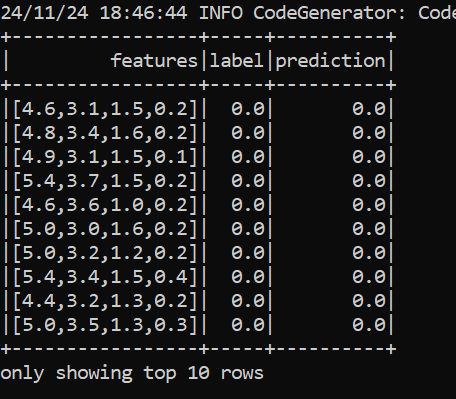 24/11/24 18:46:44 INFO CodeGenerator: Code
+-----------------+-----+----------+
|         features|label|prediction|
+-----------------+-----+----------+
|[4.6,3.1,1.5,0.2]|  0.0|       0.0|
|[4.8,3.4,1.6,0.2]|  0.0|       0.0|
|[4.9,3.1,1.5,0.1]|  0.0|       0.0|
|[5.4,3.7,1.5,0.2]|  0.0|       0.0|
|[4.6,3.6,1.0,0.2]|  0.0|       0.0|
|[5.0,3.0,1.6,0.2]|  0.0|       0.0|
|[5.0,3.2,1.2,0.2]|  0.0|       0.0|
|[5.4,3.4,1.5,0.4]|  0.0|       0.0|
|[4.4,3.2,1.3,0.2]|  0.0|       0.0|
|[5.0,3.5,1.3,0.3]|  0.0|       0.0|
+-----------------+-----+----------+
only showing top 10 rows